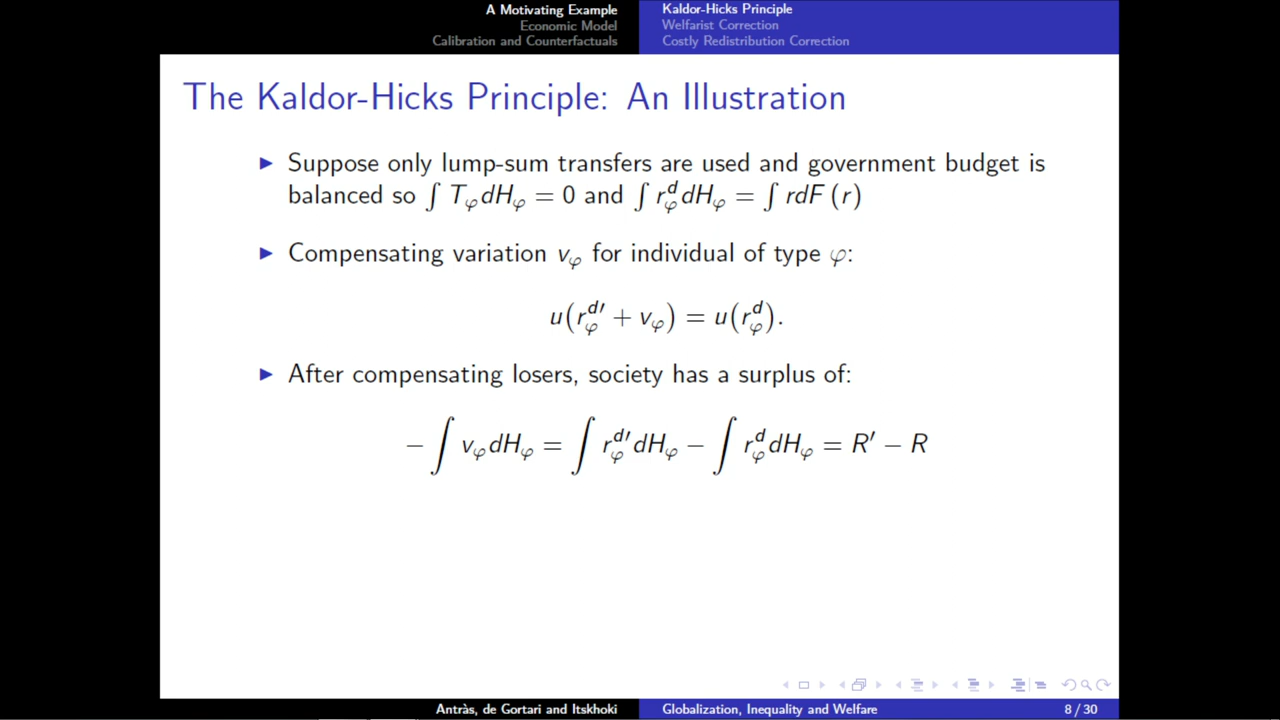 A Motivating Example
Economic Model
Calibration and Counterfactuals
Kaldor-Hicks Principle
Welfarist Correction
Costly Redistribution Correction
The Kaldor-Hicks Principle: An Illustration
▶ Suppose only lump-sum transfers are used and government budget is
balanced so ∫ T_φ dH_φ = 0 and ∫ r_φ^d dH_φ = ∫ rdF (r)
▶ Compensating variation v_φ for individual of type φ:
u(r_φ^{d′} + v_φ) = u(r_φ^d).
▶ After compensating losers, society has a surplus of:
− ∫ v_φ dH_φ = ∫ r_φ^{d′} dH_φ − ∫ r_φ^d dH_φ = R′ − R
Antràs, de Gortari and Itskhoki
Globalization, Inequality and Welfare
8 / 30